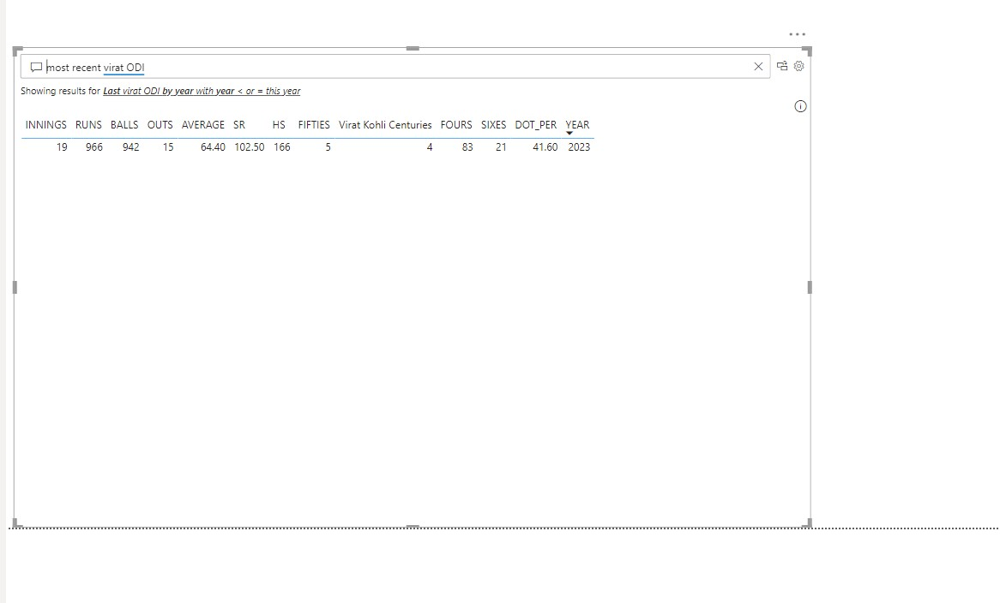 most recent virat ODI
Showing results for Last virat ODI by year with year < or = this year
INNINGS RUNS BALLS OUTS AVERAGE SR HS FIFTIES Virat Kohli Centuries FOURS SIXES DOT_PER YEAR
19 966 942 15 64.40 102.50 166 5 4 83 21 41.60 2023